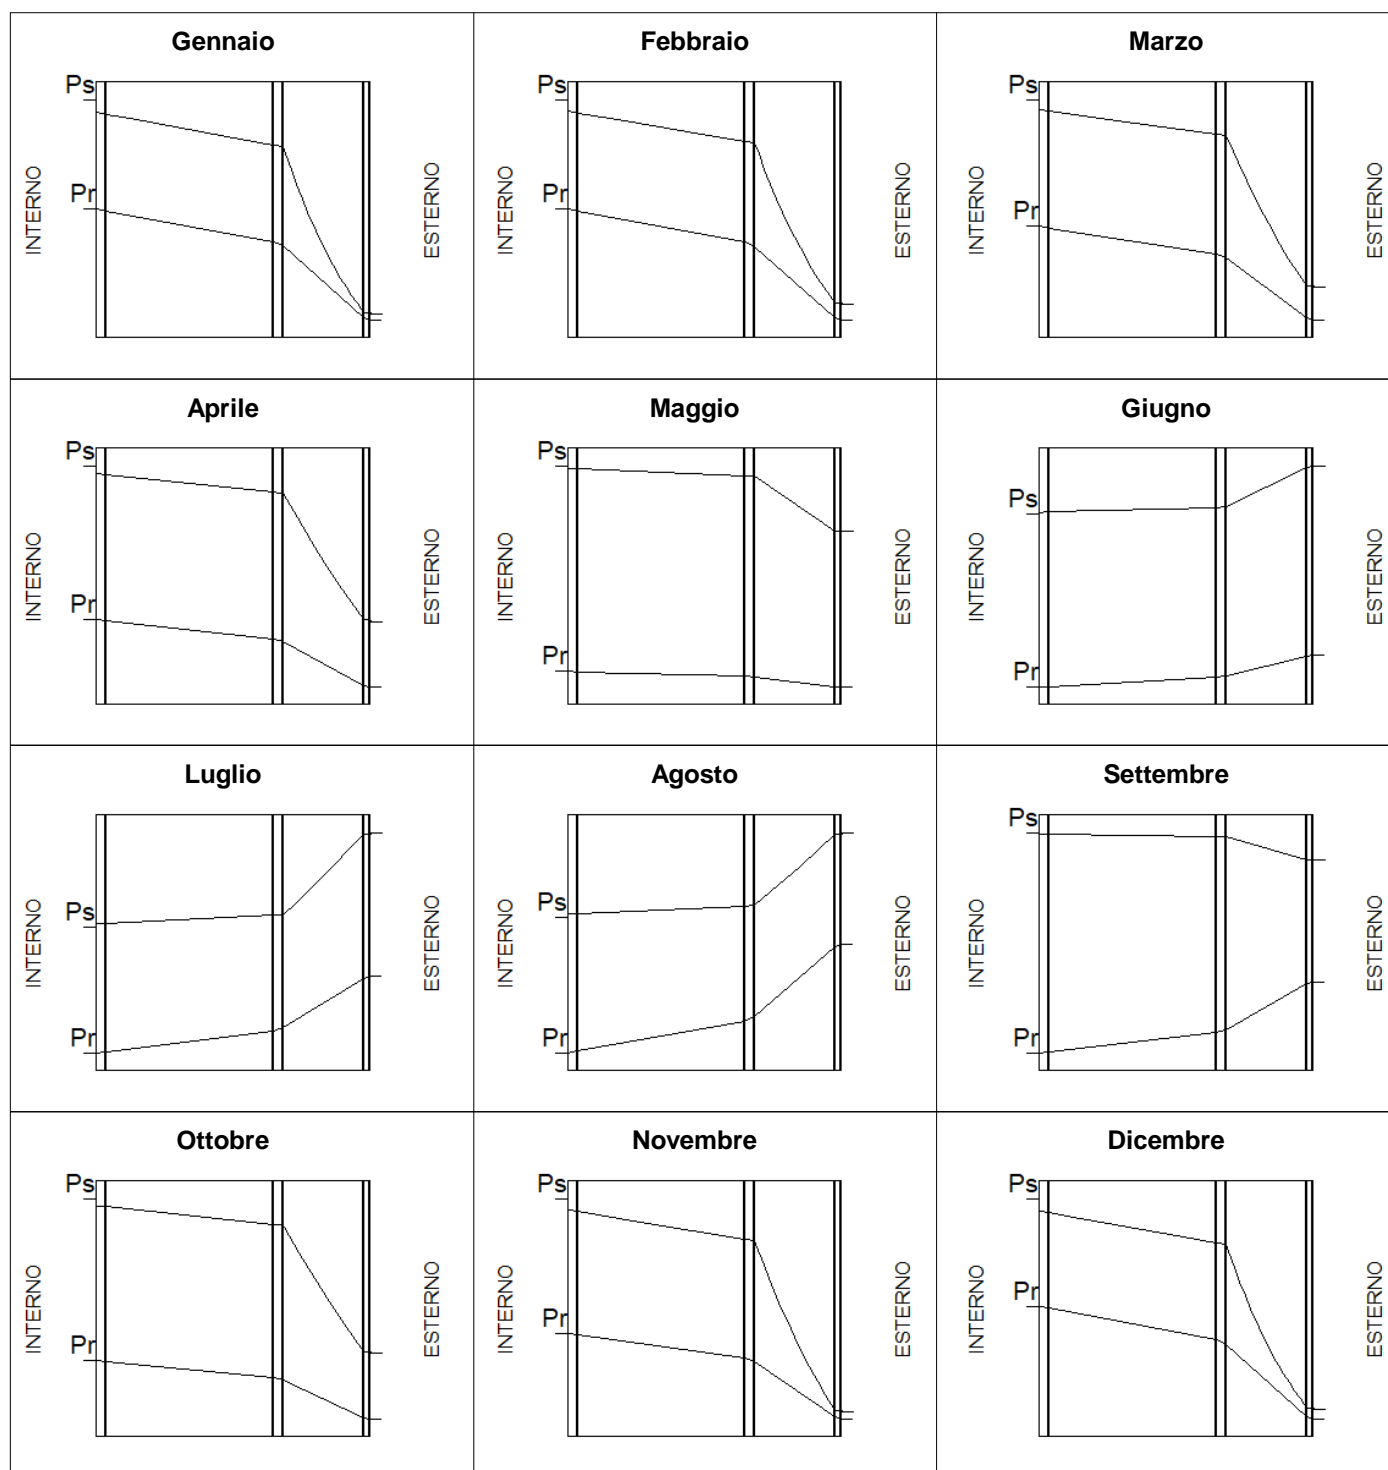 Gennaio
Febbraio
Marzo
Ps
Pr
INTERNO
ESTERNO
Ps
Pr
INTERNO
ESTERNO
Ps
Pr
INTERNO
ESTERNO
Aprile
Maggio
Giugno
Ps
Pr
INTERNO
ESTERNO
Ps
Pr
INTERNO
ESTERNO
Ps
Pr
INTERNO
ESTERNO
Luglio
Agosto
Settembre
Ps
Pr
INTERNO
ESTERNO
Ps
Pr
INTERNO
ESTERNO
Ps
Pr
INTERNO
ESTERNO
Ottobre
Novembre
Dicembre
Ps
Pr
INTERNO
ESTERNO
Ps
Pr
INTERNO
ESTERNO
Ps
Pr
INTERNO
ESTERNO